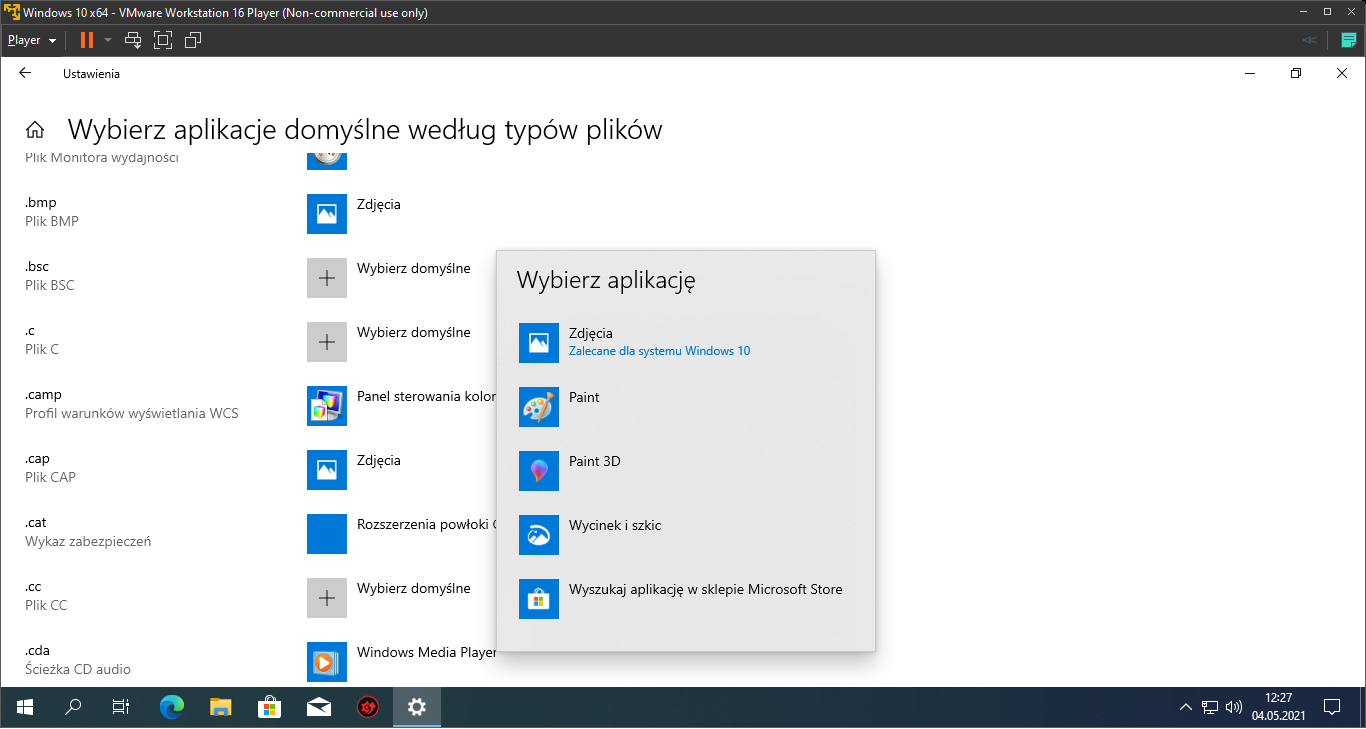 Windows 10 x64 - VMware Workstation 16 Player (Non-commercial use only)
Player
Ustawienia
Wybierz aplikacje domyślne według typów plików
Plik Monitora wydajności
.bmp
Plik BMP
Zdjęcia
.bsc
Plik BSC
Wybierz domyślne
.c
Plik C
Wybierz domyślne
.camp
Profil warunków wyświetlania WCS
Panel sterowania kolor
.cap
Plik CAP
Zdjęcia
.cat
Wykaz zabezpieczeń
Rozszerzenia powłoki
.cc
Plik CC
Wybierz domyślne
.cda
Ścieżka CD audio
Windows Media Player
Wybierz aplikację
Zdjęcia
Zalecane dla systemu Windows 10
Paint
Paint 3D
Wycinek i szkic
Wyszukaj aplikację w sklepie Microsoft Store
12:27
04.05.2021